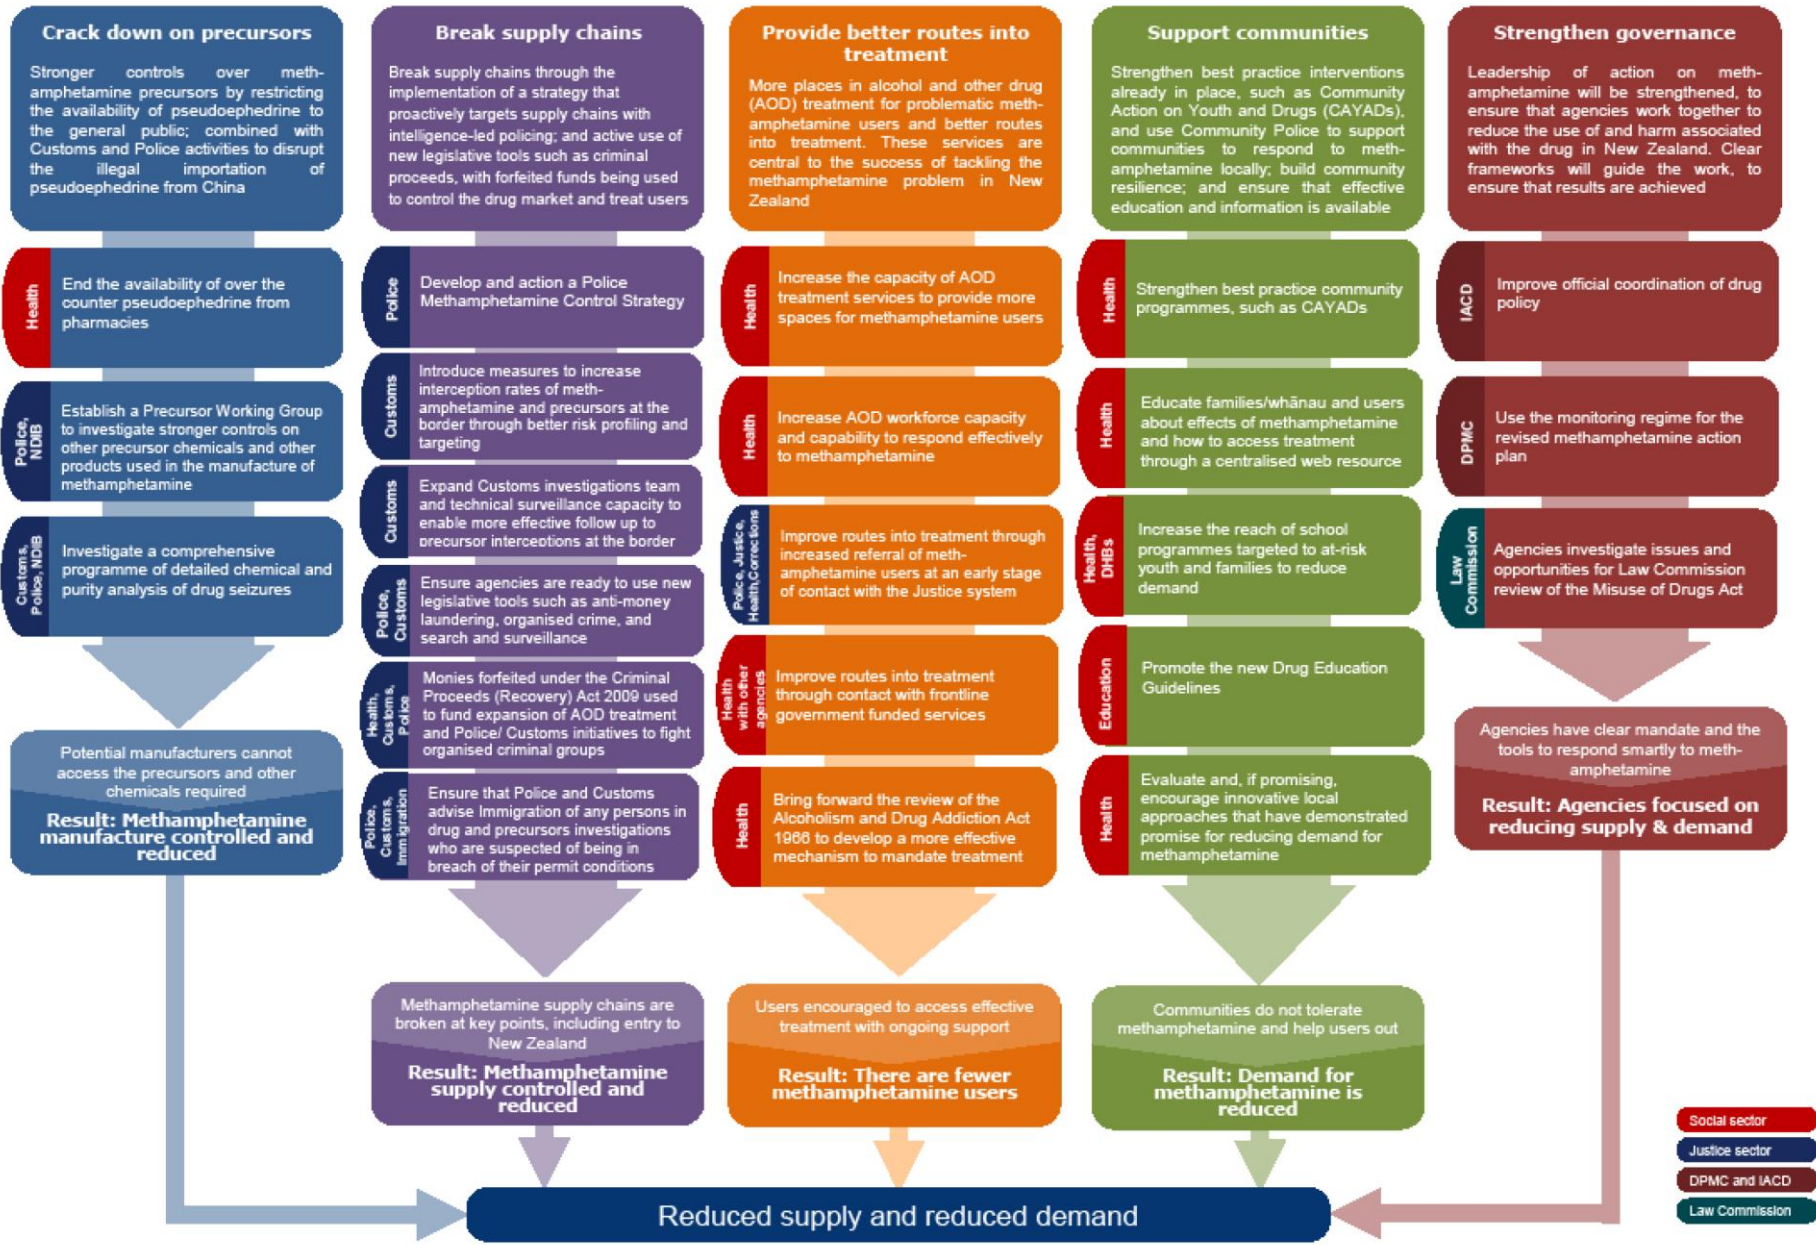 Crack down on precursors
Stronger controls over meth-
amphetamine precursors by restricting
the availability of pseudoephedrine to
the general public; combined with
Customs and Police activities to disrupt
the illegal importation of
pseudoephedrine from China
Health
End the availability of over the
counter pseudoephedrine from
pharmacies
Police,
NDIB
Establish a Precursor Working Group
to investigate stronger controls on
other precursor chemicals and other
products used in the manufacture of
methamphetamine
Customs,
Police, NDIB
Investigate a comprehensive
programme of detailed chemical and
purity analysis of drug seizures
Potential manufacturers cannot
access the precursors and other
chemicals required
Result: Methamphetamine
manufacture controlled and
reduced
Break supply chains
Break supply chains through the
implementation of a strategy that
proactively targets supply chains with
intelligence-led policing; and active use of
new legislative tools such as criminal
proceeds, with forfeited funds being used
to control the drug market and treat users
Police
Develop and action a Police
Methamphetamine Control Strategy
Customs
Introduce measures to increase
interception rates of meth-
amphetamine and precursors at the
border through better risk profiling and
targeting
Customs
Expand Customs investigations team
and technical surveillance capacity to
enable more effective follow up to
precursor interceptions at the border
Police,
Customs
Ensure agencies are ready to use new
legislative tools such as anti-money
laundering, organised crime, and
search and surveillance
Health,
Customs,
Police
Monies forfeited under the Criminal
Proceeds (Recovery) Act 2009 used
to fund expansion of AOD treatment
and Police/ Customs initiatives to fight
organised criminal groups
Police,
Customs,
Immigration
Ensure that Police and Customs
advise Immigration of any persons in
drug and precursors investigations
who are suspected of being in
breach of their permit conditions
Methamphetamine supply chains are
broken at key points, including entry to
New Zealand
Result: Methamphetamine
supply controlled and
reduced
Provide better routes into
treatment
More places in alcohol and other drug
(AOD) treatment for problematic meth-
amphetamine users and better routes
into treatment. These services are
central to the success of tackling the
methamphetamine problem in New
Zealand
Health
Increase the capacity of AOD
treatment services to provide more
spaces for methamphetamine users
Health
Increase AOD workforce capacity
and capability to respond effectively
to methamphetamine
Police, Justice,
Health,Corrections
Improve routes into treatment through
increased referral of meth-
amphetamine users at an early stage
of contact with the Justice system
Health
with other
agencies
Improve routes into treatment
through contact with frontline
government funded services
Health
Bring forward the review of the
Alcoholism and Drug Addiction Act
1966 to develop a more effective
mechanism to mandate treatment
Users encouraged to access effective
treatment with ongoing support
Result: There are fewer
methamphetamine users
Support communities
Strengthen best practice interventions
already in place, such as Community
Action on Youth and Drugs (CAYADs),
and use Community Police to support
communities to respond to meth-
amphetamine locally; build community
resilience; and ensure that effective
education and information is available
Health
Strengthen best practice community
programmes, such as CAYADs
Health
Educate families/whānau and users
about effects of methamphetamine
and how to access treatment
through a centralised web resource
Health,
DHBs
Increase the reach of school
programmes targeted to at-risk
youth and families to reduce
demand
Education
Promote the new Drug Education
Guidelines
Health
Evaluate and, if promising,
encourage innovative local
approaches that have demonstrated
promise for reducing demand for
methamphetamine
Communities do not tolerate
methamphetamine and help users out
Result: Demand for
methamphetamine is
reduced
Strengthen governance
Leadership of action on meth-
amphetamine will be strengthened, to
ensure that agencies work together to
reduce the use of and harm associated
with the drug in New Zealand. Clear
frameworks will guide the work, to
ensure that results are achieved
IACD
Improve official coordination of drug
policy
DPMC
Use the monitoring regime for the
revised methamphetamine action
plan
Law
Commission
Agencies investigate issues and
opportunities for Law Commission
review of the Misuse of Drugs Act
Agencies have clear mandate and the
tools to respond smartly to meth-
amphetamine
Result: Agencies focused on
reducing supply & demand
Reduced supply and reduced demand
Social sector
Justice sector
DPMC and IACD
Law Commission